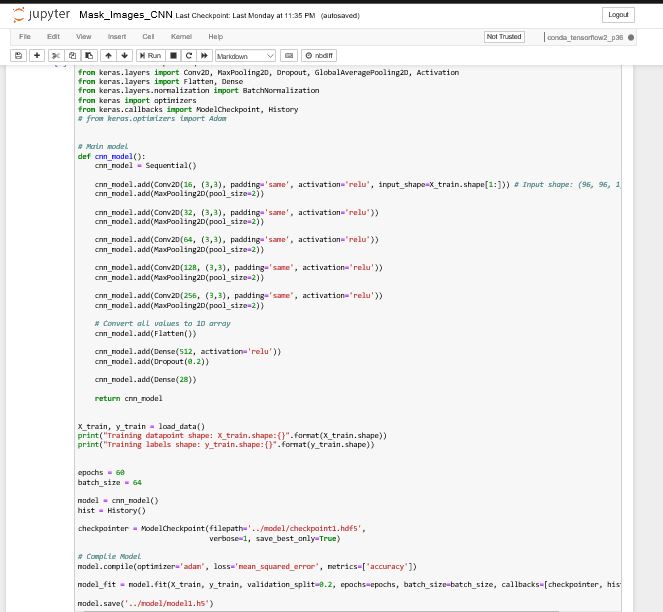 jupyter Mask_Images_CNN Last Checkpoint: Last Monday at 11:35 PM (autosaved)
Logout
File Edit View Insert Cell Kernel Help
Not Trusted
conda_tensorflow2_p36
Run
Markdown
nbdiff
from keras.layers import Conv2D, MaxPooling2D, Dropout, GlobalAveragePooling2D, Activation
from keras.layers import Flatten, Dense
from keras.layers.normalization import BatchNormalization
from keras import optimizers
from keras.callbacks import ModelCheckpoint, History
# from keras.optimizers import Adam
# Main model
def cnn_model():
    cnn_model = Sequential()
    cnn_model.add(Conv2D(16, (3,3), padding='same', activation='relu', input_shape=X_train.shape[1:])) # Input shape: (96, 96, 1
    cnn_model.add(MaxPooling2D(pool_size=2))
    cnn_model.add(Conv2D(32, (3,3), padding='same', activation='relu'))
    cnn_model.add(MaxPooling2D(pool_size=2))
    cnn_model.add(Conv2D(64, (3,3), padding='same', activation='relu'))
    cnn_model.add(MaxPooling2D(pool_size=2))
    cnn_model.add(Conv2D(128, (3,3), padding='same', activation='relu'))
    cnn_model.add(MaxPooling2D(pool_size=2))
    cnn_model.add(Conv2D(256, (3,3), padding='same', activation='relu'))
    cnn_model.add(MaxPooling2D(pool_size=2))
    # Convert all values to 1D array
    cnn_model.add(Flatten())
    cnn_model.add(Dense(512, activation='relu'))
    cnn_model.add(Dropout(0.2))
    cnn_model.add(Dense(28))
    return cnn_model
X_train, y_train = load_data()
print("Training datapoint shape: X_train.shape:{}".format(X_train.shape))
print("Training labels shape: y_train.shape:{}".format(y_train.shape))
epochs = 60
batch_size = 64
model = cnn_model()
hist = History()
checkpointer = ModelCheckpoint(filepath='../model/checkpoint1.hdf5',
                               verbose=1, save_best_only=True)
# Complie Model
model.compile(optimizer='adam', loss='mean_squared_error', metrics=['accuracy'])
model_fit = model.fit(X_train, y_train, validation_split=0.2, epochs=epochs, batch_size=batch_size, callbacks=[checkpointer, his
model.save('../model/model1.h5')